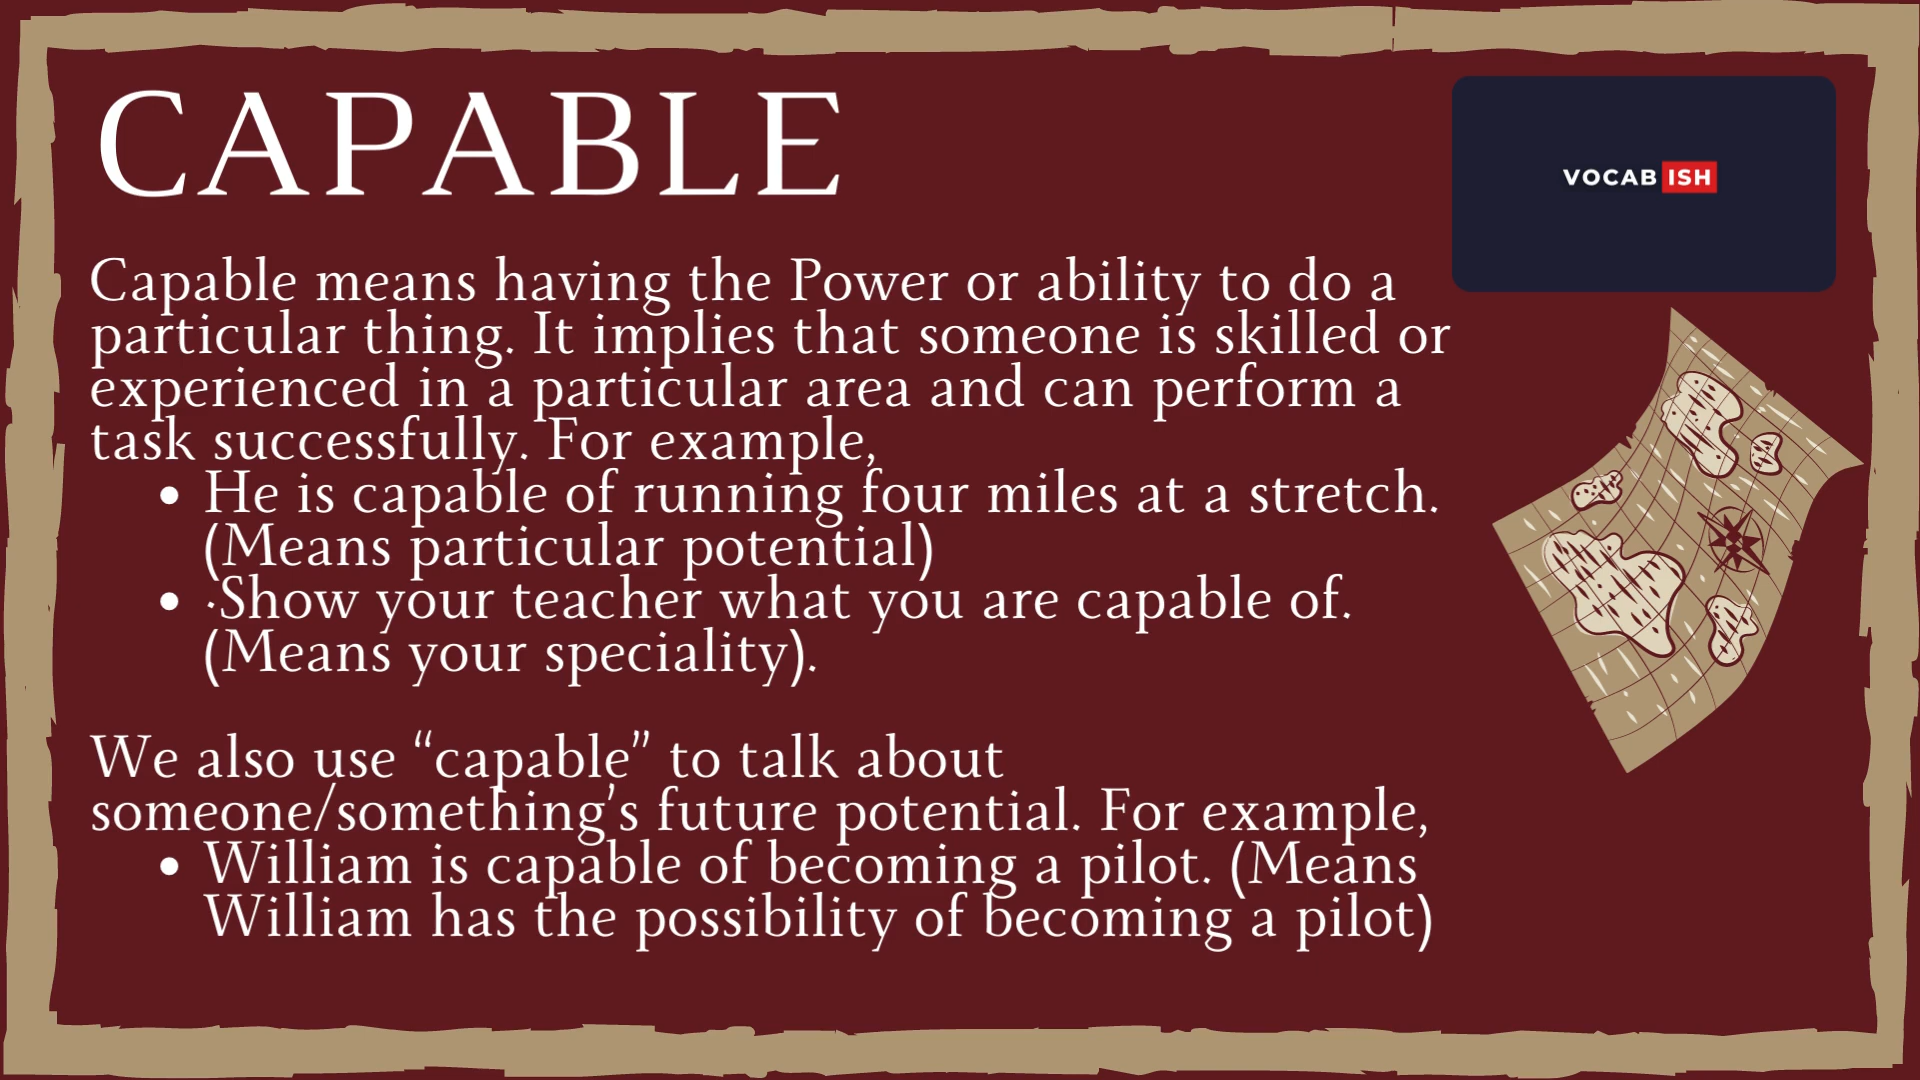 CAPABLE
VOCAB ISH
Capable means having the Power or ability to do a
particular thing. It implies that someone is skilled or
experienced in a particular area and can perform a
task successfully. For example,
• He is capable of running four miles at a stretch.
(Means particular potential)
• ·Show your teacher what you are capable of.
(Means your speciality).
We also use “capable” to talk about
someone/something’s future potential. For example,
• William is capable of becoming a pilot. (Means
William has the possibility of becoming a pilot)